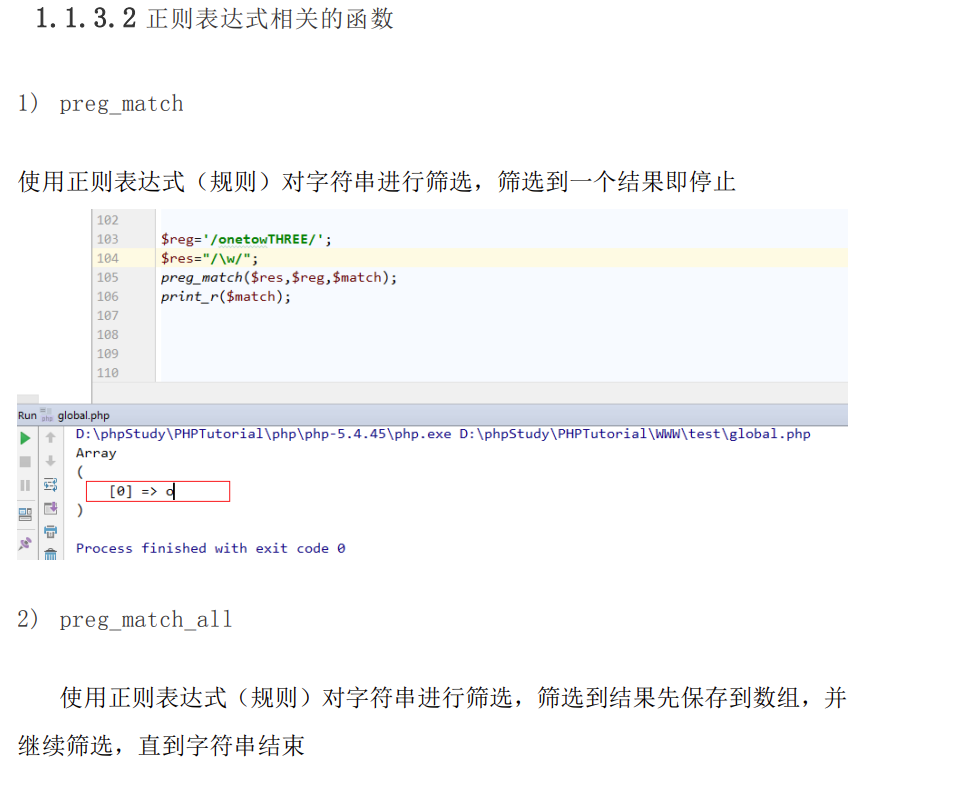 1.1.3.2 正则表达式相关的函数
1) preg_match
使用正则表达式（规则）对字符串进行筛选，筛选到一个结果即停止
102
103 $reg='/onetowTHREE/';
104 $res="/\w/";
105 preg_match($res,$reg,$match);
106 print_r($match);
107
108
109
110
Run php global.php
D:\phpStudy\PHPTutorial\php\php-5.4.45\php.exe D:\phpStudy\PHPTutorial\WWW\test\global.php
Array
(
[0] => o
)
Process finished with exit code 0
2) preg_match_all
使用正则表达式（规则）对字符串进行筛选，筛选到结果先保存到数组，并
继续筛选，直到字符串结束